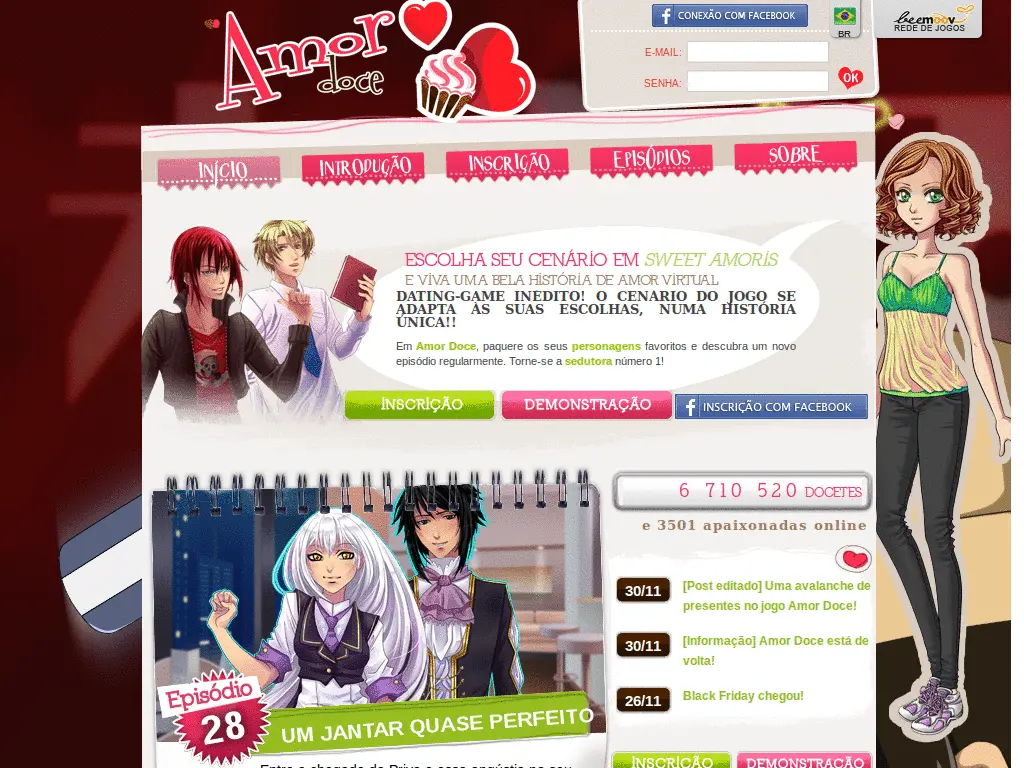 Amor
doce
CONEXÃO COM FACEBOOK
BR
beemoov
REDE DE JOGOS
E-MAIL:
SENHA:
OK
INÍCIO
INTRODUÇÃO
INSCRIÇÃO
EPISÓDIOS
SOBRE
ESCOLHA SEU CENÁRIO EM SWEET AMORIS
E VIVA UMA BELA HISTÓRIA DE AMOR VIRTUAL
DATING-GAME INEDITO! O CENARIO DO JOGO SE
ADAPTA ÀS SUAS ESCOLHAS, NUMA HISTÓRIA
ÚNICA!!
Em Amor Doce, paquere os seus personagens favoritos e descubra um novo
episódio regularmente. Torne-se a sedutora número 1!
INSCRIÇÃO
DEMONSTRAÇÃO
INSCRIÇÃO COM FACEBOOK
6 710 520 DOCETES
e 3501 apaixonadas online
30/11
[Post editado] Uma avalanche de
presentes no jogo Amor Doce!
30/11
[Informação] Amor Doce está de
volta!
26/11
Black Friday chegou!
Episódio
28
UM JANTAR QUASE PERFEITO
INSCRIÇÃO
DEMONSTRAÇÃO